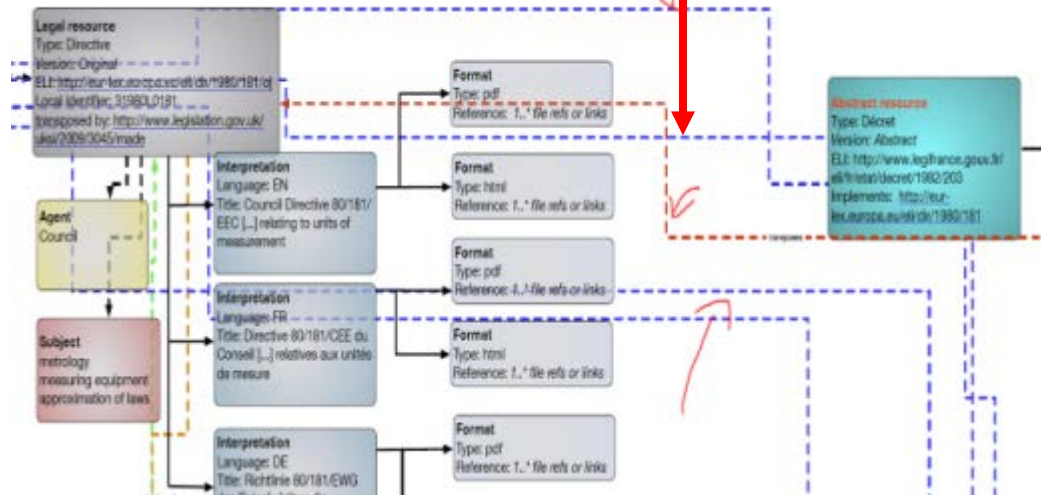 Legal resource
Type: Directive
Version: Original
ELI: http://eur-lex.europa.eu/eli/dir/1980/181/oj
Local identifier: 31980L0181
transposed by: http://www.legislation.gov.uk/
uksi/2009/3045/made
Agent
Council
Subject
metrology
measuring equipment
approximation of laws
Interpretation
Language: EN
Title: Council Directive 80/181/
EEC [...] relating to units of
measurement
Interpretation
Language: FR
Title: Directive 80/181/CEE du
Conseil [...] relatives aux unités
de mesure
Interpretation
Language: DE
Title: Richtlinie 80/181/EWG
Format
Type: pdf
Reference: 1..* file refs or links
Format
Type: html
Reference: 1..* file refs or links
Format
Type: pdf
Reference: 1..* file refs or links
Format
Type: html
Reference: 1..* file refs or links
Format
Type: pdf
Reference: 1..* file refs or links
Abstract resource
Type: Décret
Version: Abstract
ELI: http://www.legifrance.gouv.fr/
eli/fr/etat/decret/1982/203
Implements: http://eur-
lex.europa.eu/eli/dir/1980/181